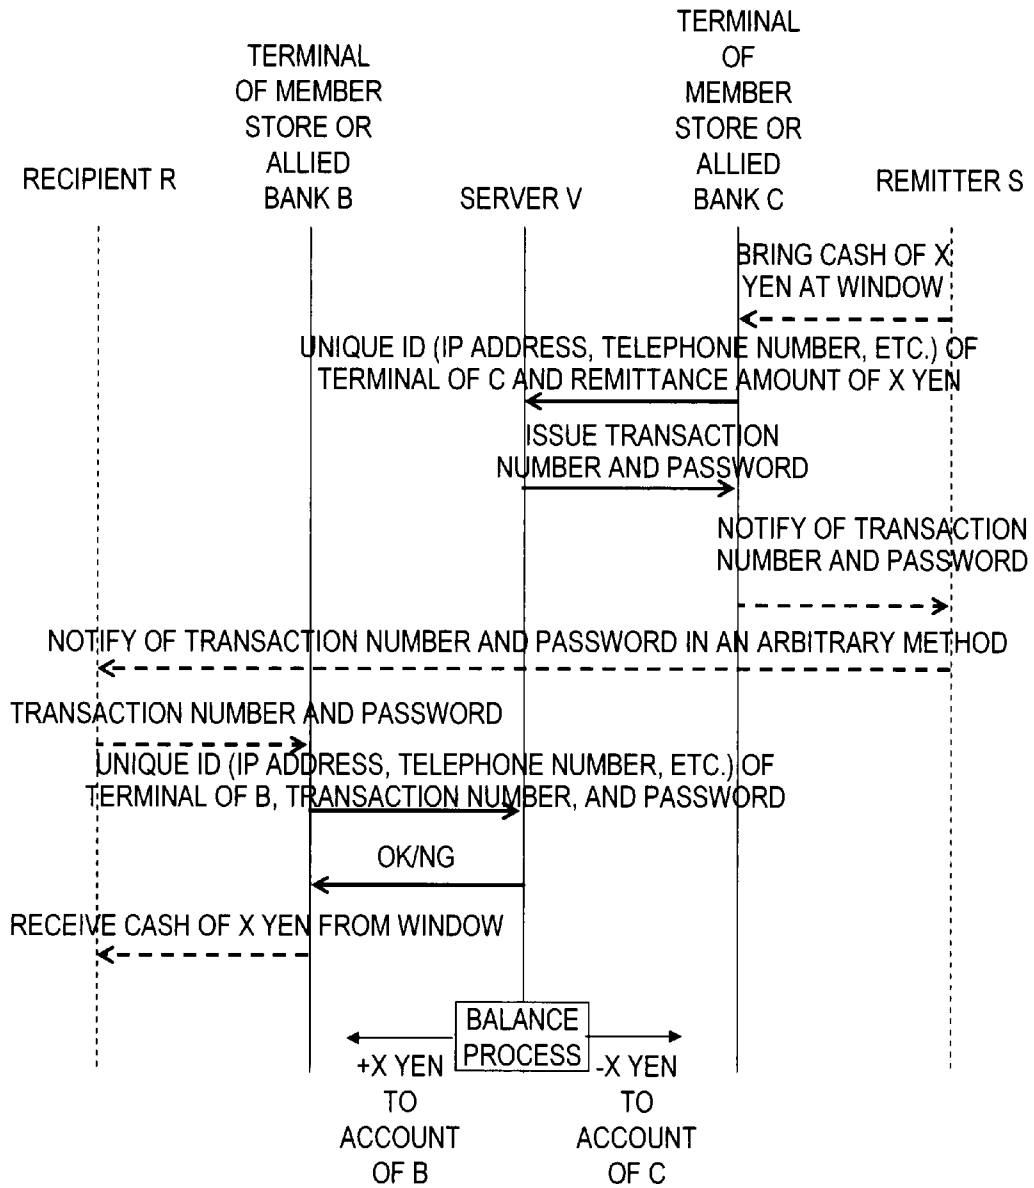 TERMINAL
OF MEMBER
STORE OR
ALLIED
BANK B
TERMINAL
OF
MEMBER
STORE OR
ALLIED
BANK C
RECIPIENT R
SERVER V
REMITTER S
BRING CASH OF X
YEN AT WINDOW
UNIQUE ID (IP ADDRESS, TELEPHONE NUMBER, ETC.) OF
TERMINAL OF C AND REMITTANCE AMOUNT OF X YEN
ISSUE TRANSACTION
NUMBER AND PASSWORD
NOTIFY OF TRANSACTION
NUMBER AND PASSWORD
NOTIFY OF TRANSACTION NUMBER AND PASSWORD IN AN ARBITRARY METHOD
TRANSACTION NUMBER AND PASSWORD
UNIQUE ID (IP ADDRESS, TELEPHONE NUMBER, ETC.) OF
TERMINAL OF B, TRANSACTION NUMBER, AND PASSWORD
OK/NG
RECEIVE CASH OF X YEN FROM WINDOW
BALANCE
PROCESS
+X YEN
TO
ACCOUNT
OF B
-X YEN
TO
ACCOUNT
OF C